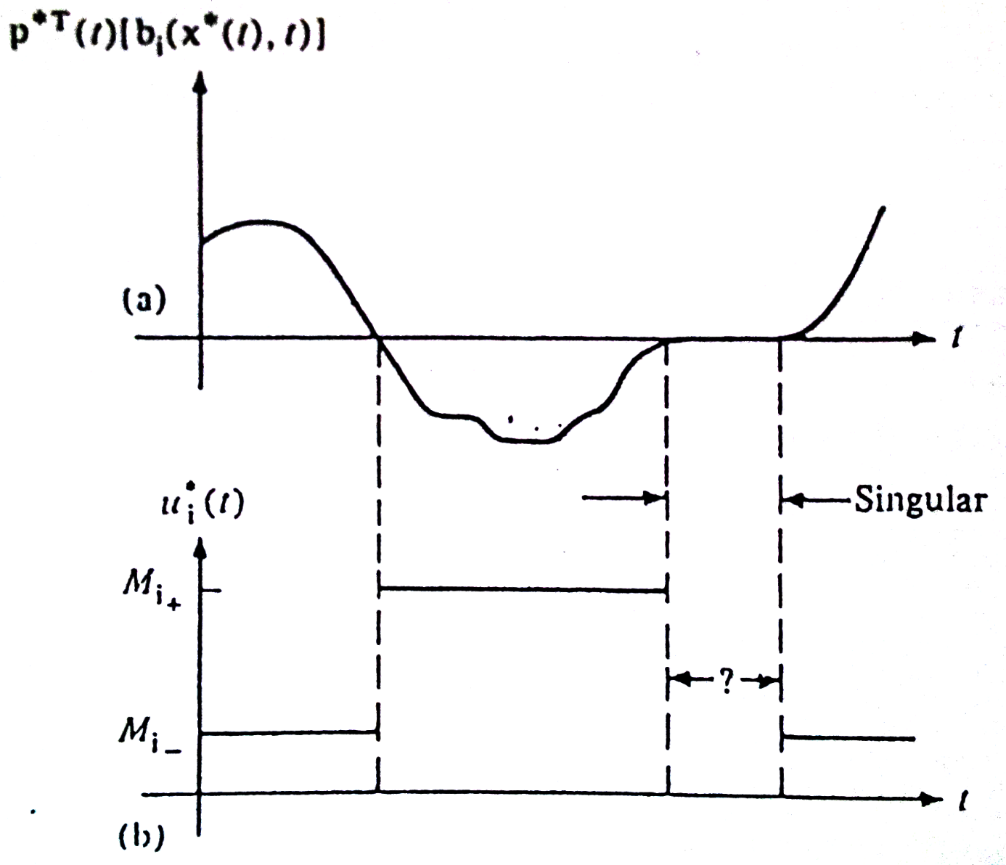 p*ᵀ(t)[bᵢ(x*(t), t)]
(a)
t
uᵢ*(t)
Singular
Mᵢ₊
?
Mᵢ₋
t
(b)